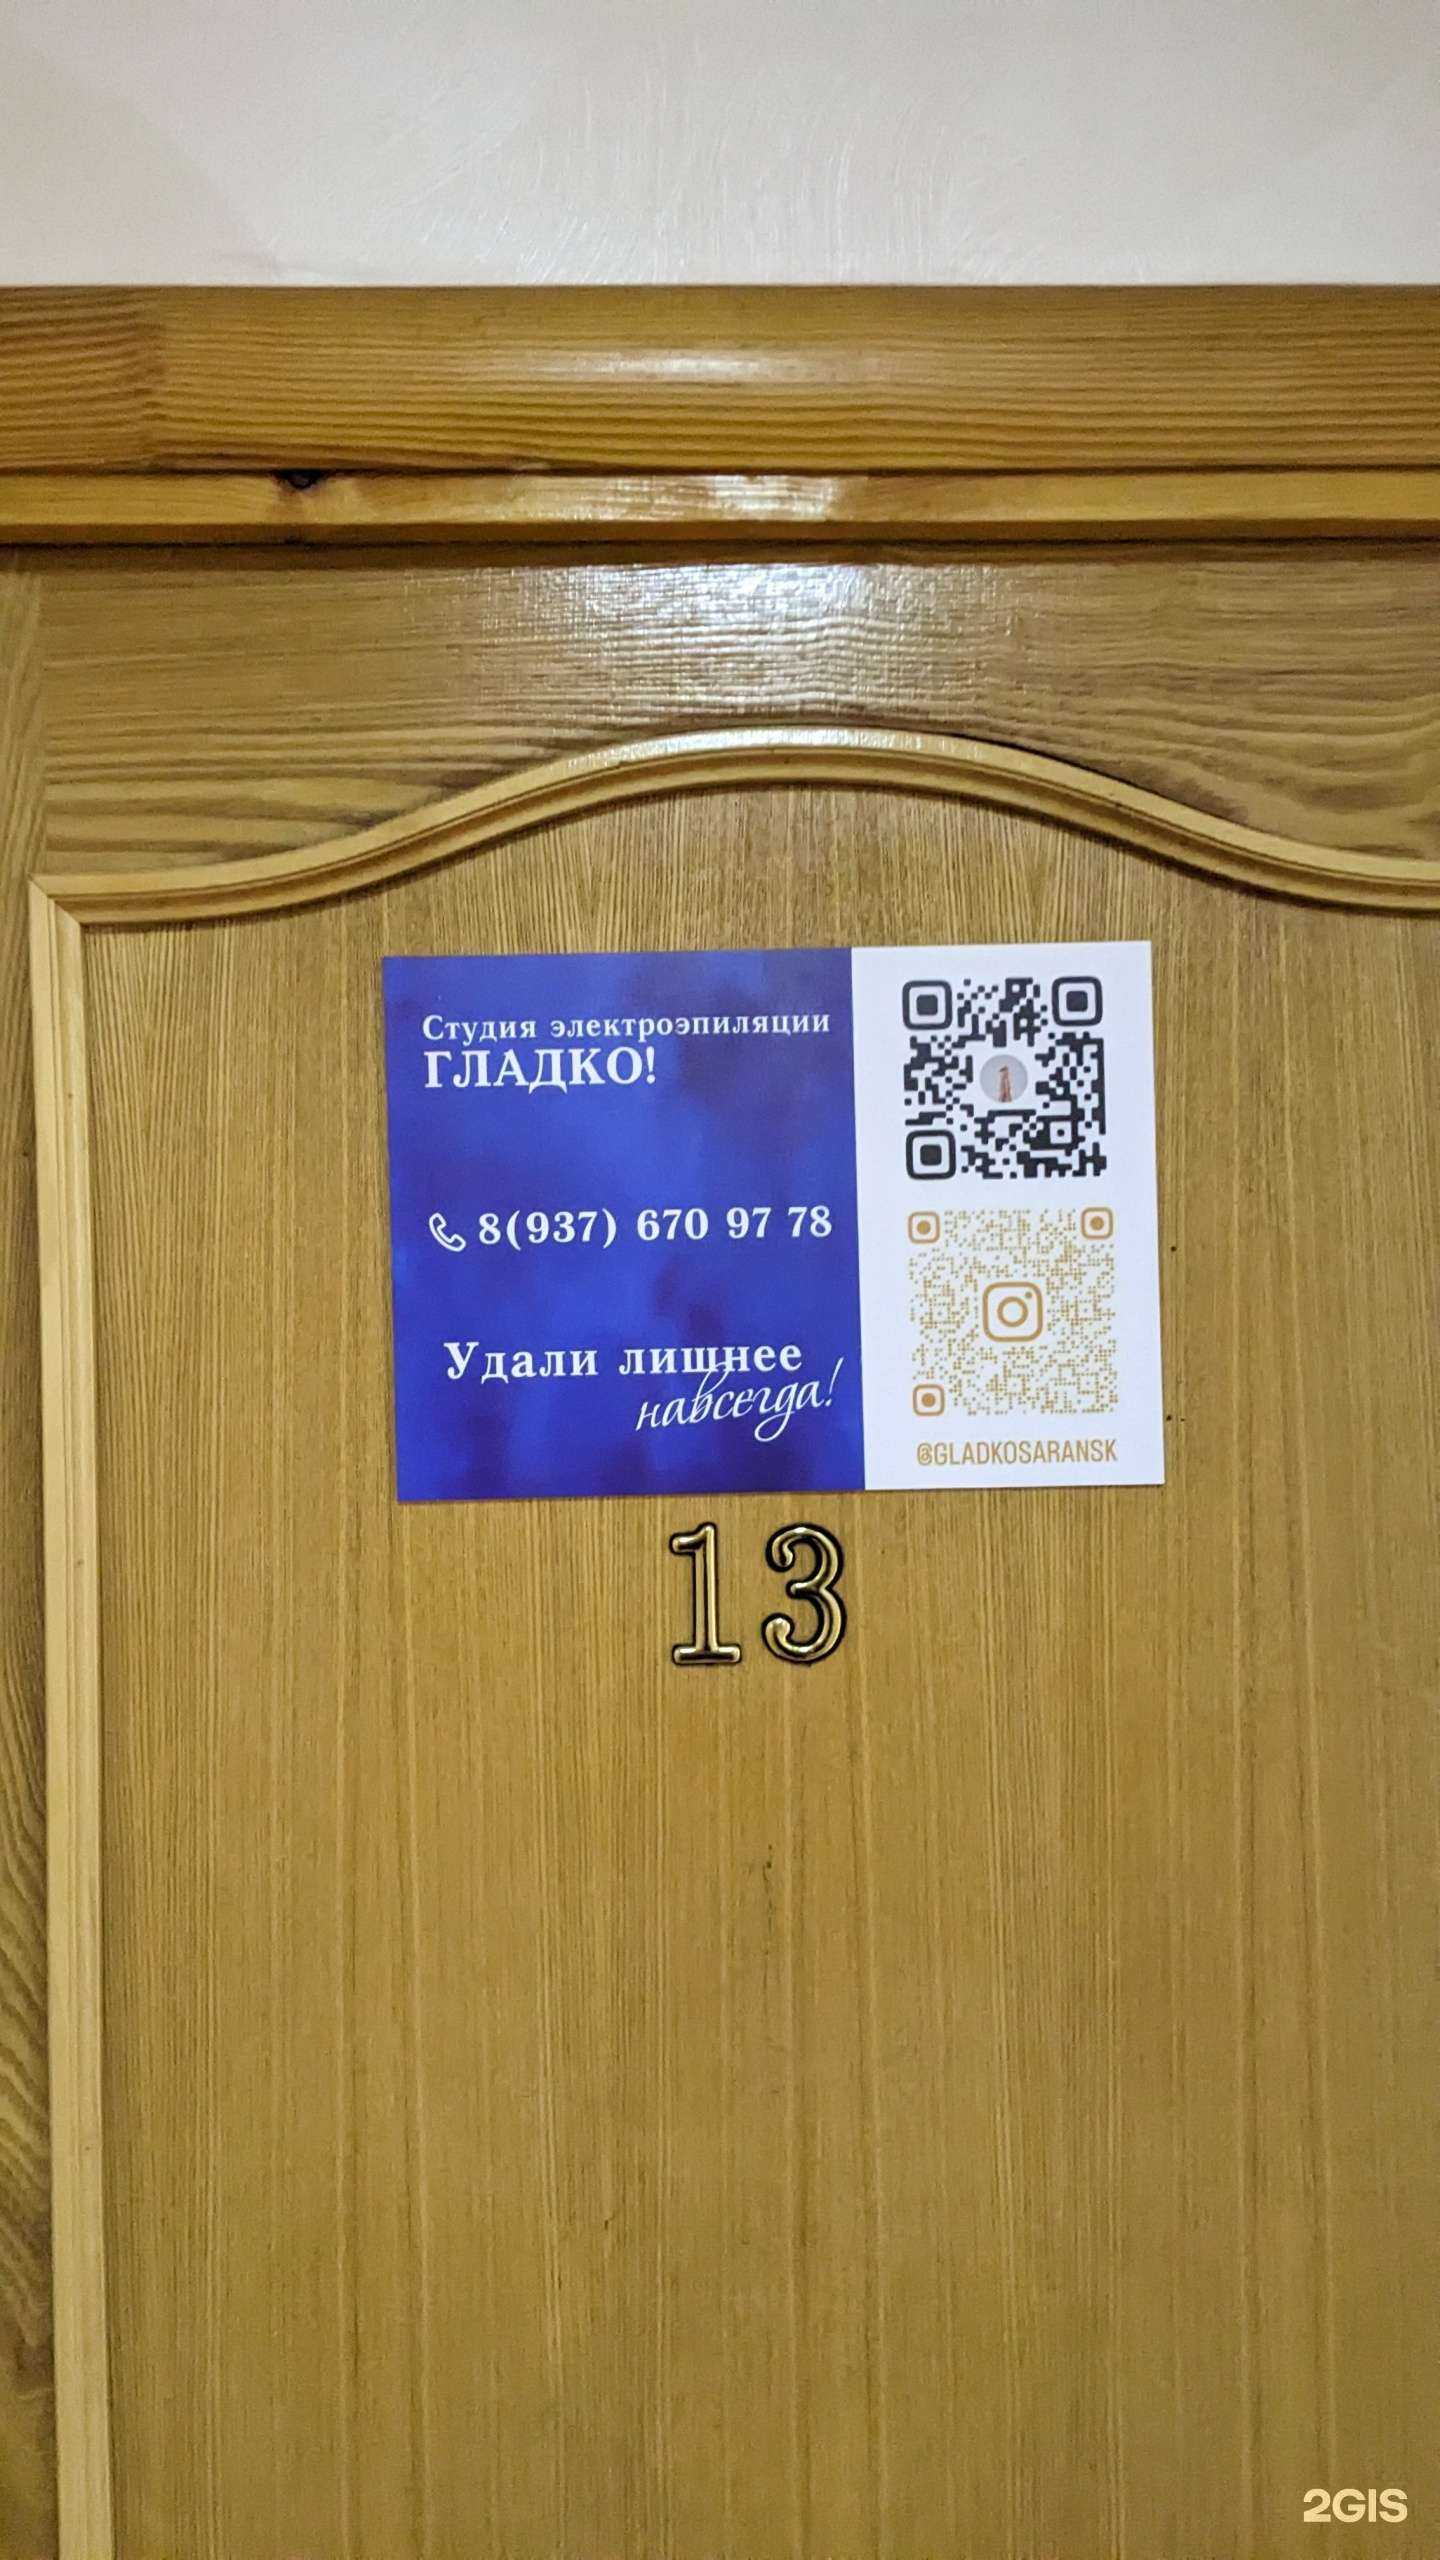 Студия электроэпиляции
ГЛАДКО!
8(937) 670 97 78
Удали лишнее
навсегда!
@GLADKOSARANSK
13
2GIS